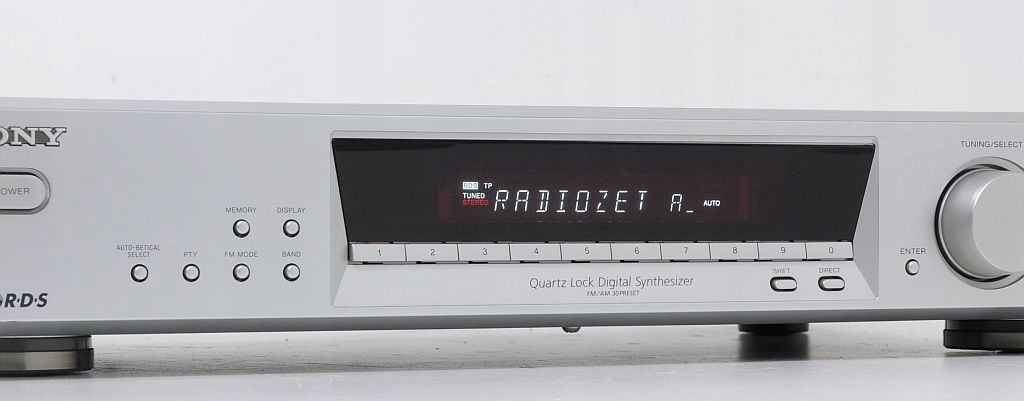 SONY
POWER
MEMORY DISPLAY
AUTO-BETICAL SELECT PTY FM MODE BAND
R·D·S
RDS TP
TUNED
STEREO
RADIOZET A_ AUTO
1 2 3 4 5 6 7 8 9 0
Quartz Lock Digital Synthesizer
FM/AM 30PRESET
SHIFT DIRECT
TUNING/SELECT
ENTER